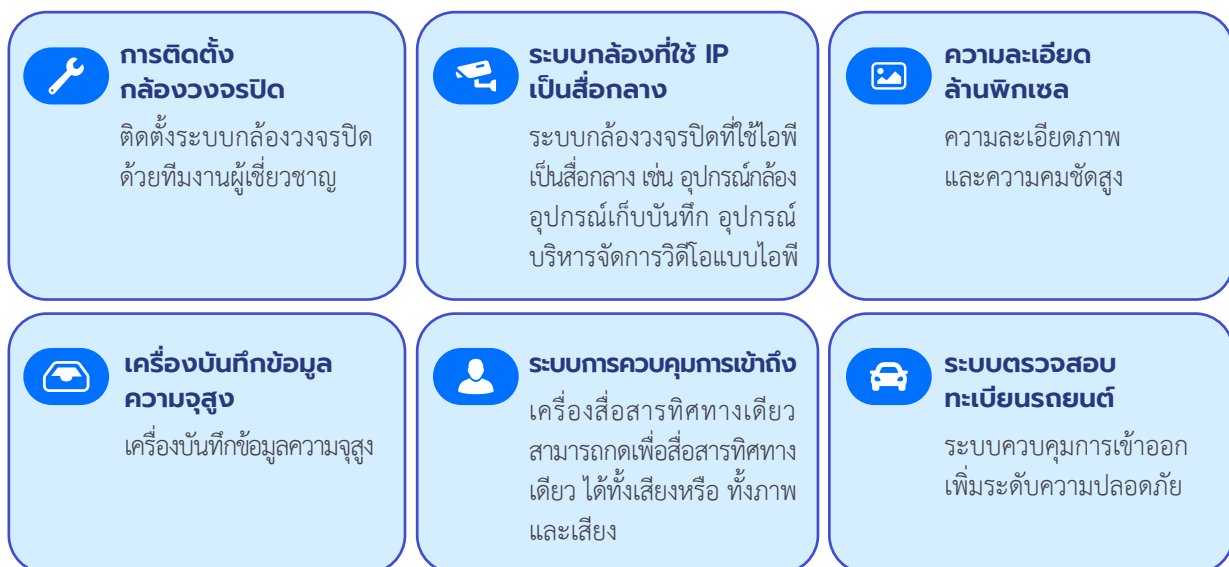 การติดตั้ง
กล้องวงจรปิด
ติดตั้งระบบกล้องวงจรปิด
ด้วยทีมงานผู้เชี่ยวชาญ
ระบบกล้องที่ใช้ IP
เป็นสื่อกลาง
ระบบกล้องวงจรปิดที่ใช้ไอพี
เป็นสื่อกลาง เช่น อุปกรณ์กล้อง
อุปกรณ์เก็บบันทึก อุปกรณ์
บริหารจัดการวิดีโอแบบไอพี
ความละเอียด
ล้านพิกเซล
ความละเอียดภาพ
และความคมชัดสูง
เครื่องบันทึกข้อมูล
ความจุสูง
เครื่องบันทึกข้อมูลความจุสูง
ระบบการควบคุมการเข้าถึง
เครื่องสื่อสารทิศทางเดียว
สามารถกดเพื่อสื่อสารทิศทาง
เดียว ได้ทั้งเสียงหรือ ทั้งภาพ
และเสียง
ระบบตรวจสอบ
ทะเบียนรถยนต์
ระบบควบคุมการเข้าออก
เพิ่มระดับความปลอดภัย